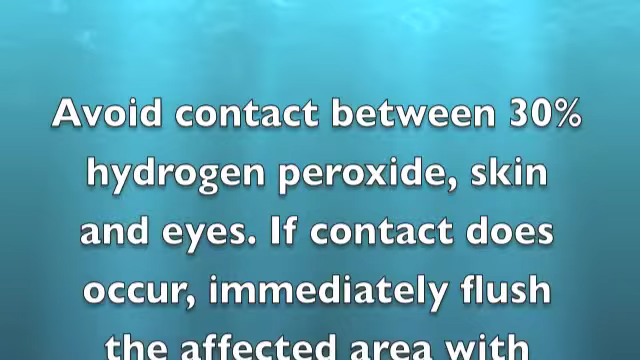 Avoid contact between 30%
hydrogen peroxide, skin
and eyes. If contact does
occur, immediately flush
the affected area with